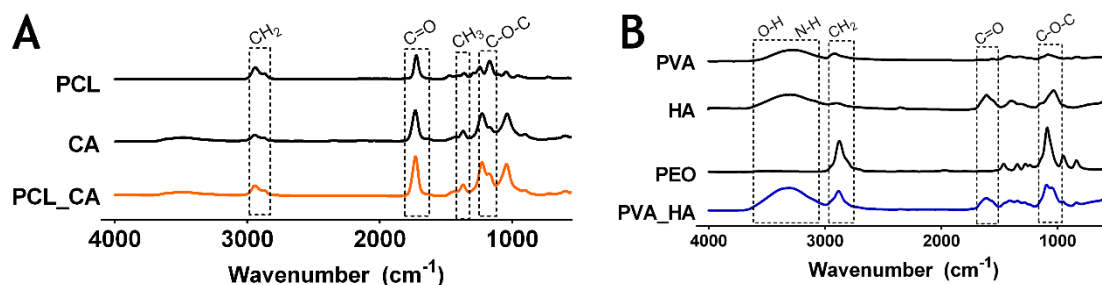 A
CH₂
C=O
CH₃
C-O-C
PCL
CA
PCL_CA
4000 3000 2000 1000
Wavenumber (cm⁻¹)
B
O-H
N-H
CH₂
C=O
C-O-C
PVA
HA
PEO
PVA_HA
4000 3000 2000 1000
Wavenumber (cm⁻¹)